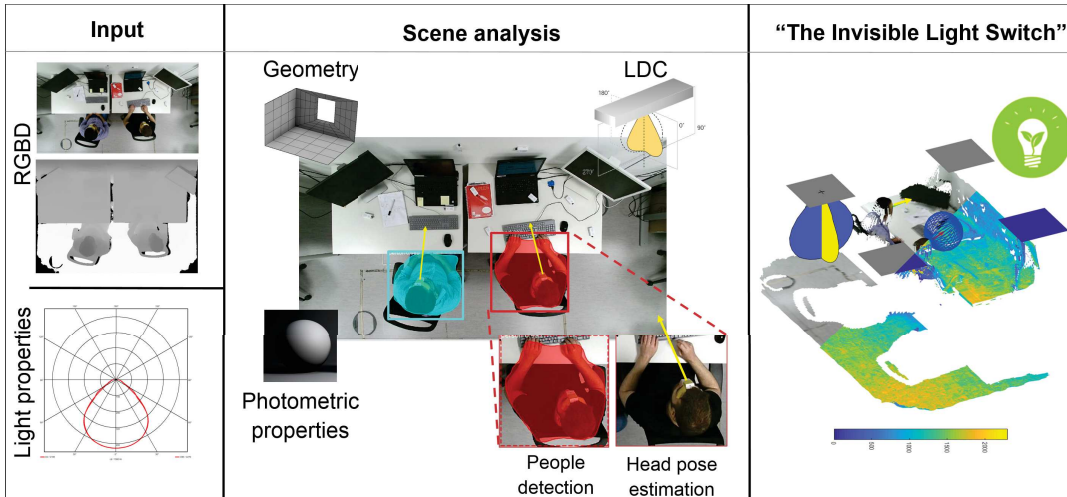 Input
Scene analysis
“The Invisible Light Switch”
RGBD
Light properties
Geometry
LDC
180˚
90˚
0˚
Photometric
properties
People
detection
Head pose
estimation
0
500
1000
1500
2000